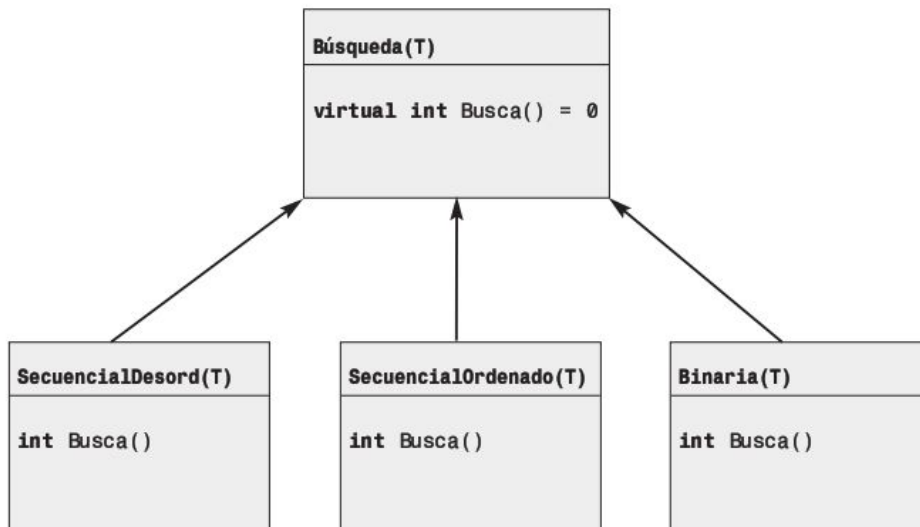 Búsqueda(T)
virtual int Busca() = 0
SecuencialDesord(T)
int Busca()
SecuencialOrdenado(T)
int Busca()
Binaria(T)
int Busca()